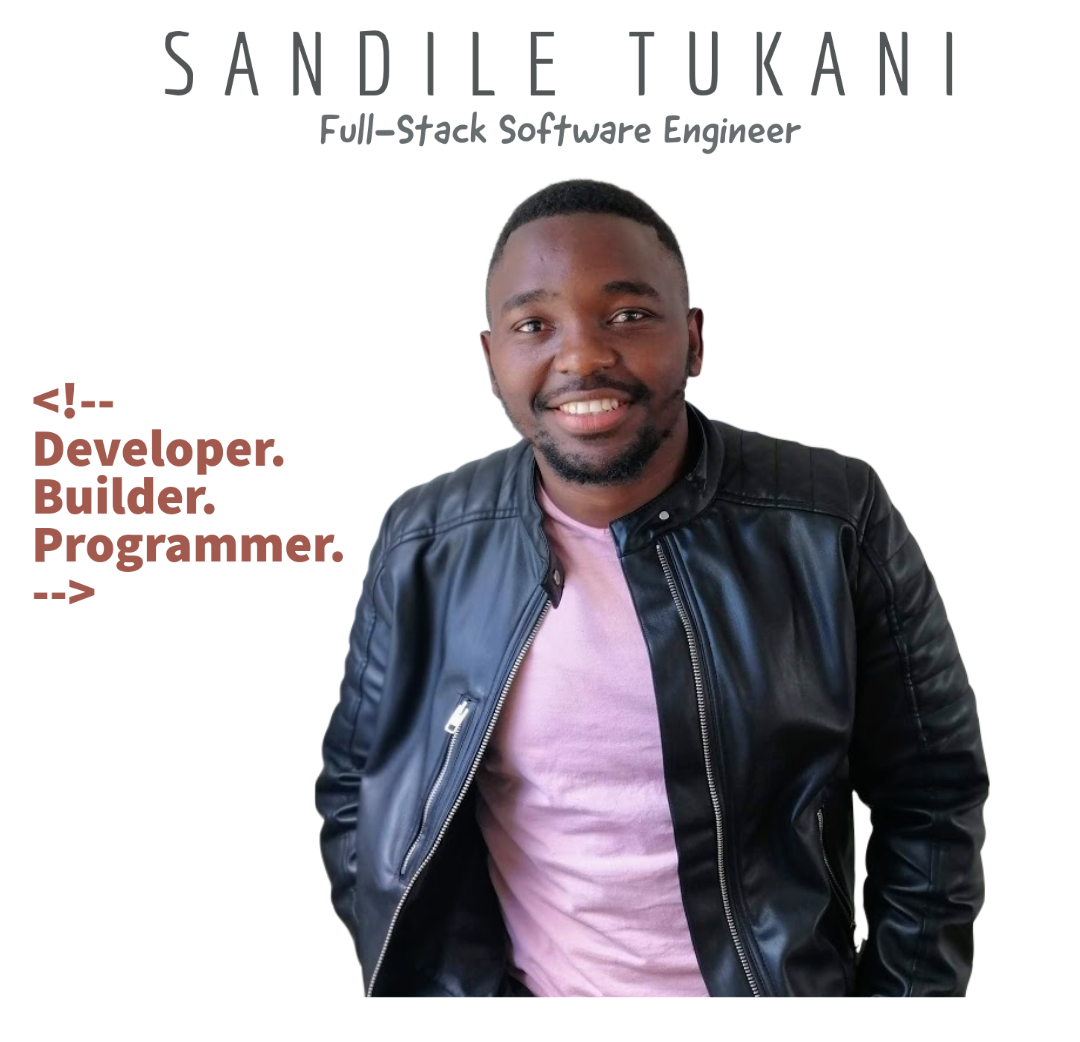 SANDILE TUKANI
Full-Stack Software Engineer
<!--
Developer.
Builder.
Programmer.
-->